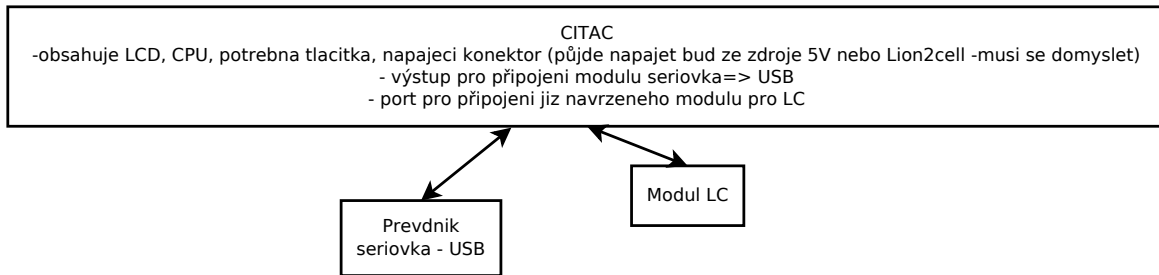 CITAC
-obsahuje LCD, CPU, potrebna tlacitka, napajeci konektor (půjde napajet bud ze zdroje 5V nebo Lion2cell -musi se domyslet)
- výstup pro připojeni modulu seriovka=> USB
- port pro připojeni jiz navrzeneho modulu pro LC
Modul LC
Prevdnik
seriovka - USB